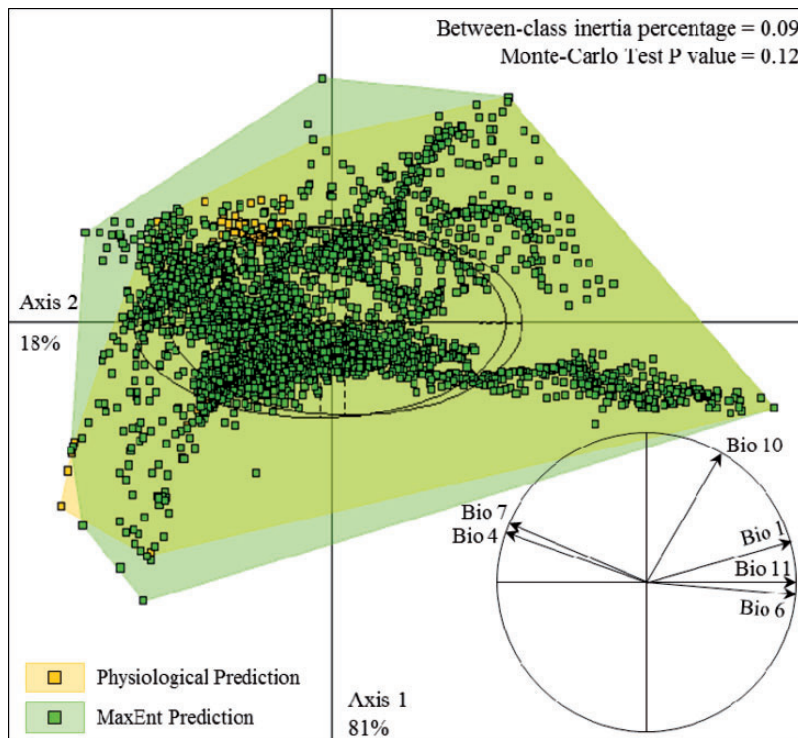 Between-class inertia percentage = 0.09
Monte-Carlo Test P value = 0.12
Axis 2
18%
Bio 10
Bio 7
Bio 4
Bio 1
Bio 11
Bio 6
Physiological Prediction
MaxEnt Prediction
Axis 1
81%